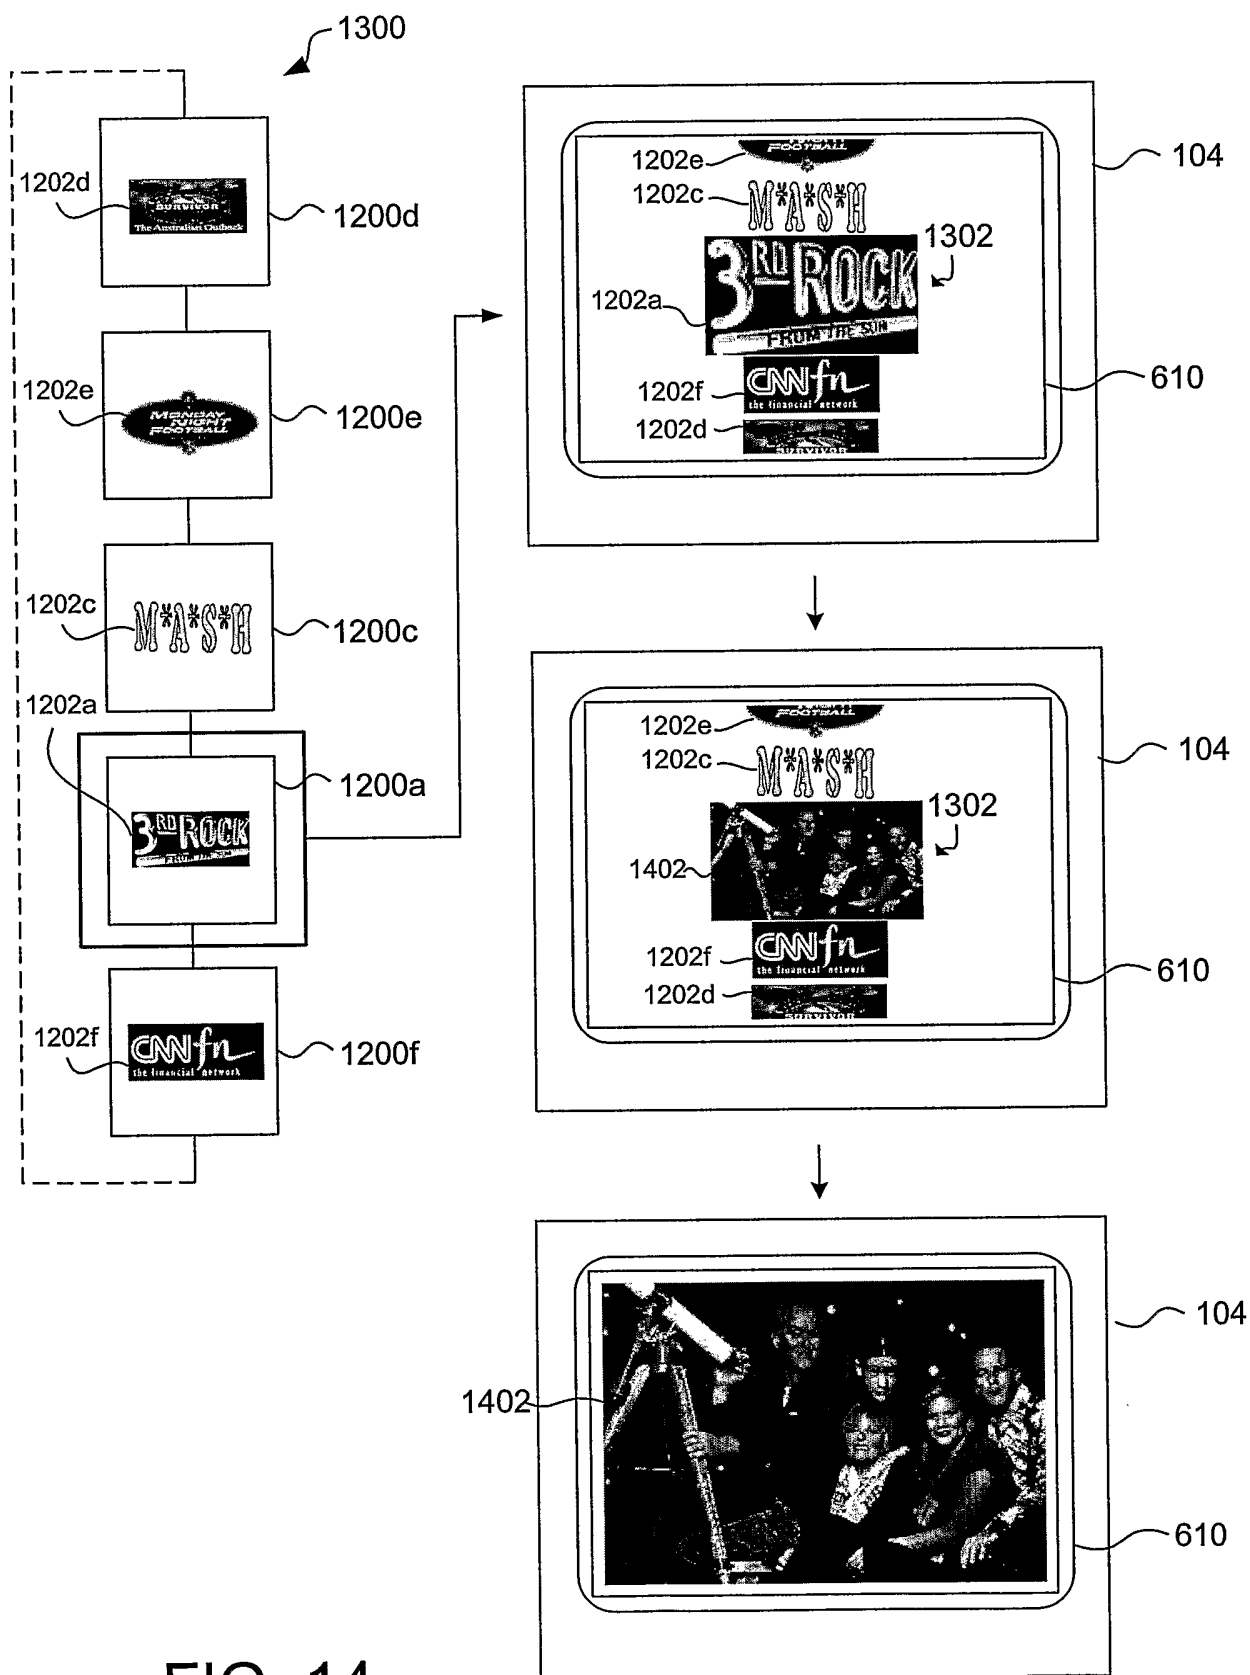 1300
1202d
SURVIVOR
The Australian Outback
1200d
1202e
MONDAY
NIGHT
FOOTBALL
1200e
1202c
M*A*S*H
1200c
1202a
1200a
3RD ROCK
FROM THE SUN
1202f
CNNfn
the financial network
1200f
1202e
FOOTBALL
104
1202c
M*A*S*H
1302
1202a
3RD ROCK
FROM THE SUN
610
1202f
CNNfn
the financial network
1202d
SURVIVOR
1202e
FOOTBALL
104
1202c
M*A*S*H
1302
1402
1202f
CNNfn
the financial network
610
1202d
SURVIVOR
104
1402
610
FIG. 14